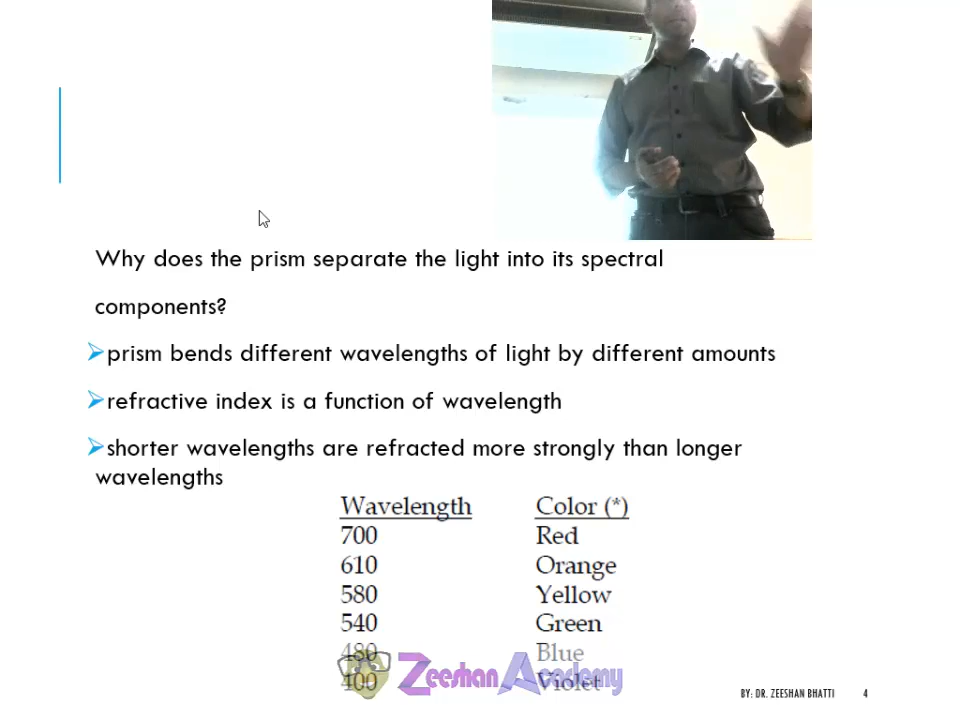 Why does the prism separate the light into its spectral
components?
prism bends different wavelengths of light by different amounts
refractive index is a function of wavelength
shorter wavelengths are refracted more strongly than longer
wavelengths
Wavelength Color (*)
700 Red
610 Orange
580 Yellow
540 Green
480 Blue
400 Violet
Zeeshan Academy
BY: DR. ZEESHAN BHATTI 4